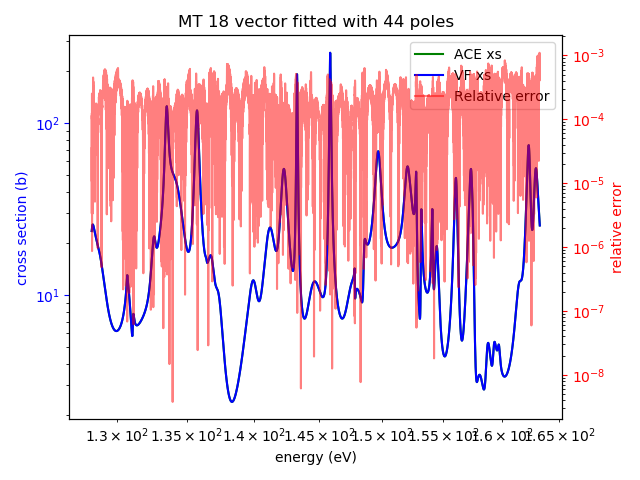 MT 18 vector fitted with 44 poles
ACE xs
VF xs
Relative error
cross section (b)
10²
10¹
relative error
10⁻³
10⁻⁴
10⁻⁵
10⁻⁶
10⁻⁷
10⁻⁸
1.3 × 10² 1.35 × 10² 1.4 × 10² 1.45 × 10² 1.5 × 10² 1.55 × 10² 1.6 × 10² 1.65 × 10²
energy (eV)